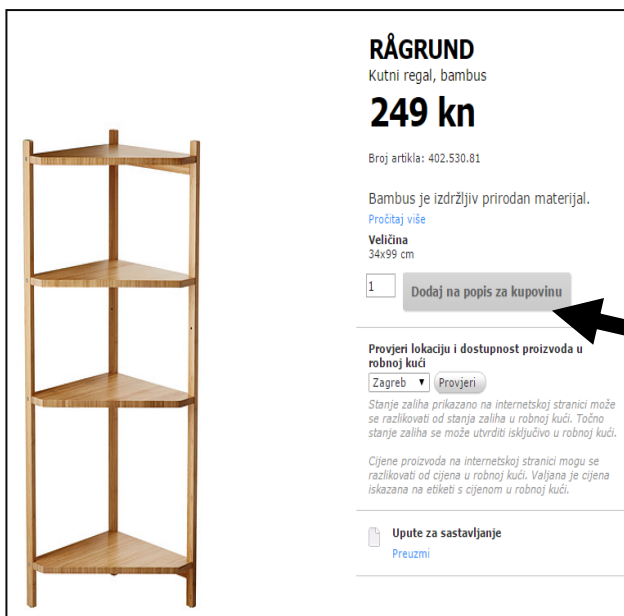 RÅGRUND
Kutni regal, bambus
249 kn
Broj artikla: 402.530.81
Bambus je izdržljiv prirodan materijal.
Pročitaj više
Veličina
34x99 cm
1 Dodaj na popis za kupovinu
Provjeri lokaciju i dostupnost proizvoda u
robnoj kući
Zagreb Provjeri
Stanje zaliha prikazano na internetskoj stranici može
se razlikovati od stanja zaliha u robnoj kući. Točno
stanje zaliha se može utvrditi isključivo u robnoj kući.
Cijene proizvoda na internetskoj stranici mogu se
razlikovati od cijena u robnoj kući. Valjana je cijena
iskazana na etiketi s cijenom u robnoj kući.
Upute za sastavljanje
Preuzmi